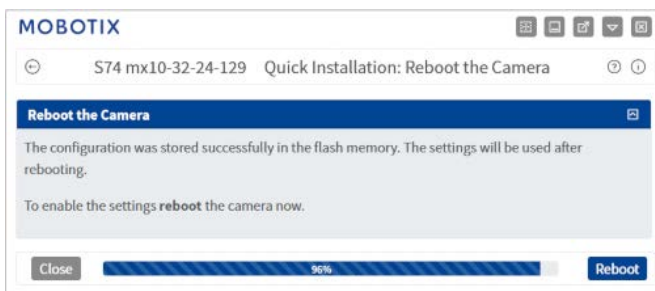 MOBOTIX
S74 mx10-32-24-129 Quick Installation: Reboot the Camera
Reboot the Camera
The configuration was stored successfully in the flash memory. The settings will be used after
rebooting.
To enable the settings reboot the camera now.
Close 96% Reboot